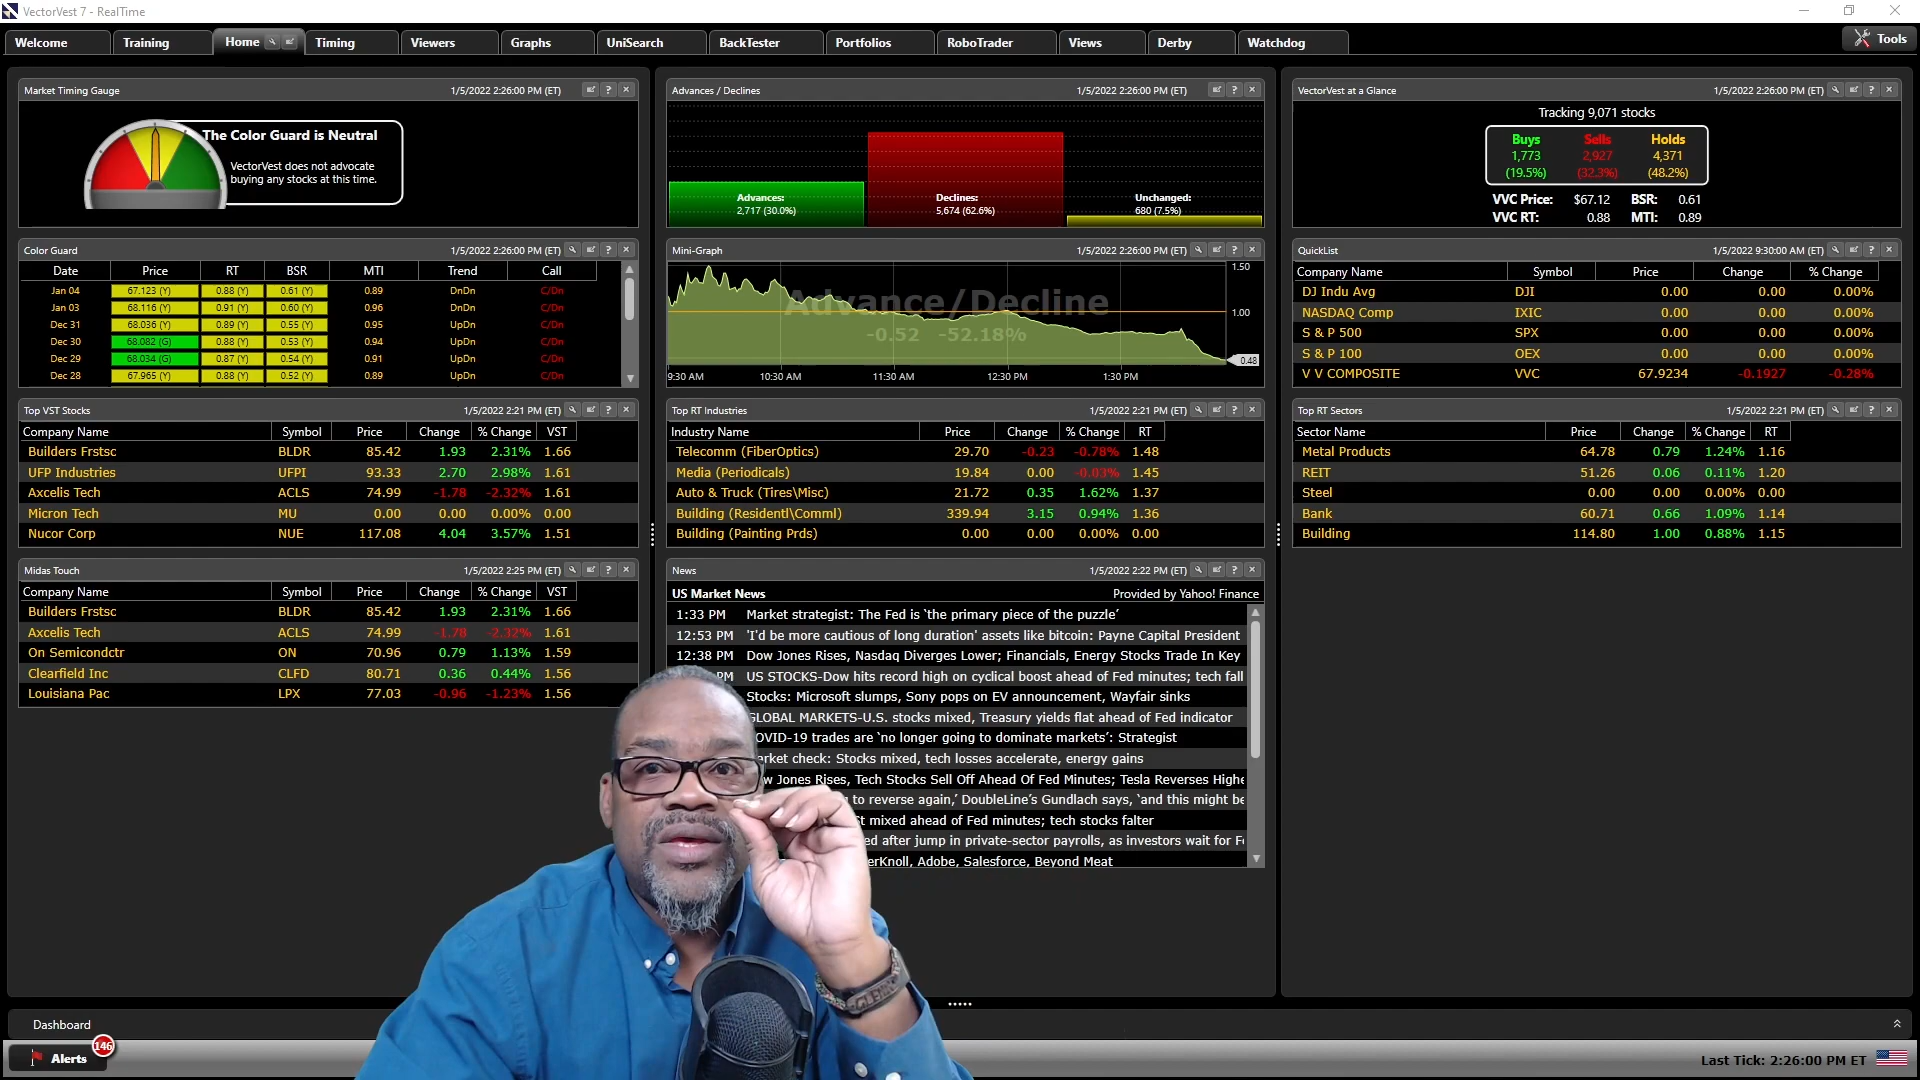 VectorVest 7 - RealTime
Welcome Training Home Timing Viewers Graphs UniSearch BackTester Portfolios RoboTrader Views Derby Watchdog Tools
Market Timing Gauge 1/5/2022 2:26:00 PM (ET)
The Color Guard is Neutral
VectorVest does not advocate
buying any stocks at this time.
Advances / Declines 1/5/2022 2:26:00 PM (ET)
Advances:
2,717 (30.0%)
Declines:
5,674 (62.6%)
Unchanged:
680 (7.5%)
VectorVest at a Glance 1/5/2022 2:26:00 PM (ET)
Tracking 9,071 stocks
Buys Sells Holds
1,773 2,927 4,371
(19.5%) (32.3%) (48.2%)
VVC Price: $67.12 BSR: 0.61
VVC RT: 0.88 MTI: 0.89
Color Guard 1/5/2022 2:26:00 PM (ET)
Date Price RT BSR MTI Trend Call
Jan 04 67.123 (Y) 0.88 (Y) 0.61 (Y) 0.89 DnDn C/Dn
Jan 03 68.116 (Y) 0.91 (Y) 0.60 (Y) 0.96 DnDn C/Dn
Dec 31 68.036 (Y) 0.89 (Y) 0.55 (Y) 0.95 UpDn C/Dn
Dec 30 68.082 (G) 0.88 (Y) 0.53 (Y) 0.94 UpDn C/Dn
Dec 29 68.034 (G) 0.87 (Y) 0.54 (Y) 0.91 UpDn C/Dn
Dec 28 67.965 (Y) 0.88 (Y) 0.52 (Y) 0.89 UpDn C/Dn
Mini-Graph 1/5/2022 2:26:00 PM (ET)
Advance/Decline
-0.52 -52.18%
1.50
1.00
0.48
9:30 AM 10:30 AM 11:30 AM 12:30 PM 1:30 PM
QuickList 1/5/2022 9:30:00 AM (ET)
Company Name Symbol Price Change % Change
DJ Indu Avg DJI 0.00 0.00 0.00%
NASDAQ Comp IXIC 0.00 0.00 0.00%
S & P 500 SPX 0.00 0.00 0.00%
S & P 100 OEX 0.00 0.00 0.00%
V V COMPOSITE VVC 67.9234 -0.1927 -0.28%
Top VST Stocks 1/5/2022 2:21 PM (ET)
Company Name Symbol Price Change % Change VST
Builders Frstsc BLDR 85.42 1.93 2.31% 1.66
UFP Industries UFPI 93.33 2.70 2.98% 1.61
Axcelis Tech ACLS 74.99 -1.78 -2.32% 1.61
Micron Tech MU 0.00 0.00 0.00% 0.00
Nucor Corp NUE 117.08 4.04 3.57% 1.51
Top RT Industries 1/5/2022 2:21 PM (ET)
Industry Name Price Change % Change RT
Telecomm (FiberOptics) 29.70 -0.23 -0.78% 1.48
Media (Periodicals) 19.84 0.00 -0.03% 1.45
Auto & Truck (Tires\Misc) 21.72 0.35 1.62% 1.37
Building (Residentl\Comml) 339.94 3.15 0.94% 1.36
Building (Painting Prds) 0.00 0.00 0.00% 0.00
Top RT Sectors 1/5/2022 2:21 PM (ET)
Sector Name Price Change % Change RT
Metal Products 64.78 0.79 1.24% 1.16
REIT 51.26 0.06 0.11% 1.20
Steel 0.00 0.00 0.00% 0.00
Bank 60.71 0.66 1.09% 1.14
Building 114.80 1.00 0.88% 1.15
Midas Touch 1/5/2022 2:25 PM (ET)
Company Name Symbol Price Change % Change VST
Builders Frstsc BLDR 85.42 1.93 2.31% 1.66
Axcelis Tech ACLS 74.99 -1.78 -2.32% 1.61
On Semicondctr ON 70.96 0.79 1.13% 1.59
Clearfield Inc CLFD 80.71 0.36 0.44% 1.56
Louisiana Pac LPX 77.03 -0.96 -1.23% 1.56
News 1/5/2022 2:22 PM (ET)
US Market News Provided by Yahoo! Finance
1:33 PM Market strategist: The Fed is ‘the primary piece of the puzzle’
12:53 PM 'I'd be more cautious of long duration' assets like bitcoin: Payne Capital President
12:38 PM Dow Jones Rises, Nasdaq Diverges Lower; Financials, Energy Stocks Trade In Key
PM US STOCKS-Dow hits record high on cyclical boost ahead of Fed minutes; tech fall
Stocks: Microsoft slumps, Sony pops on EV announcement, Wayfair sinks
GLOBAL MARKETS-U.S. stocks mixed, Treasury yields flat ahead of Fed indicator
OVID-19 trades are ‘no longer going to dominate markets’: Strategist
arket check: Stocks mixed, tech losses accelerate, energy gains
w Jones Rises, Tech Stocks Sell Off Ahead Of Fed Minutes; Tesla Reverses Highe
to reverse again,’ DoubleLine’s Gundlach says, ‘and this might be
mixed ahead of Fed minutes; tech stocks falter
ed after jump in private-sector payrolls, as investors wait for F
erKnoll, Adobe, Salesforce, Beyond Meat
Dashboard
Alerts 146
Last Tick: 2:26:00 PM ET